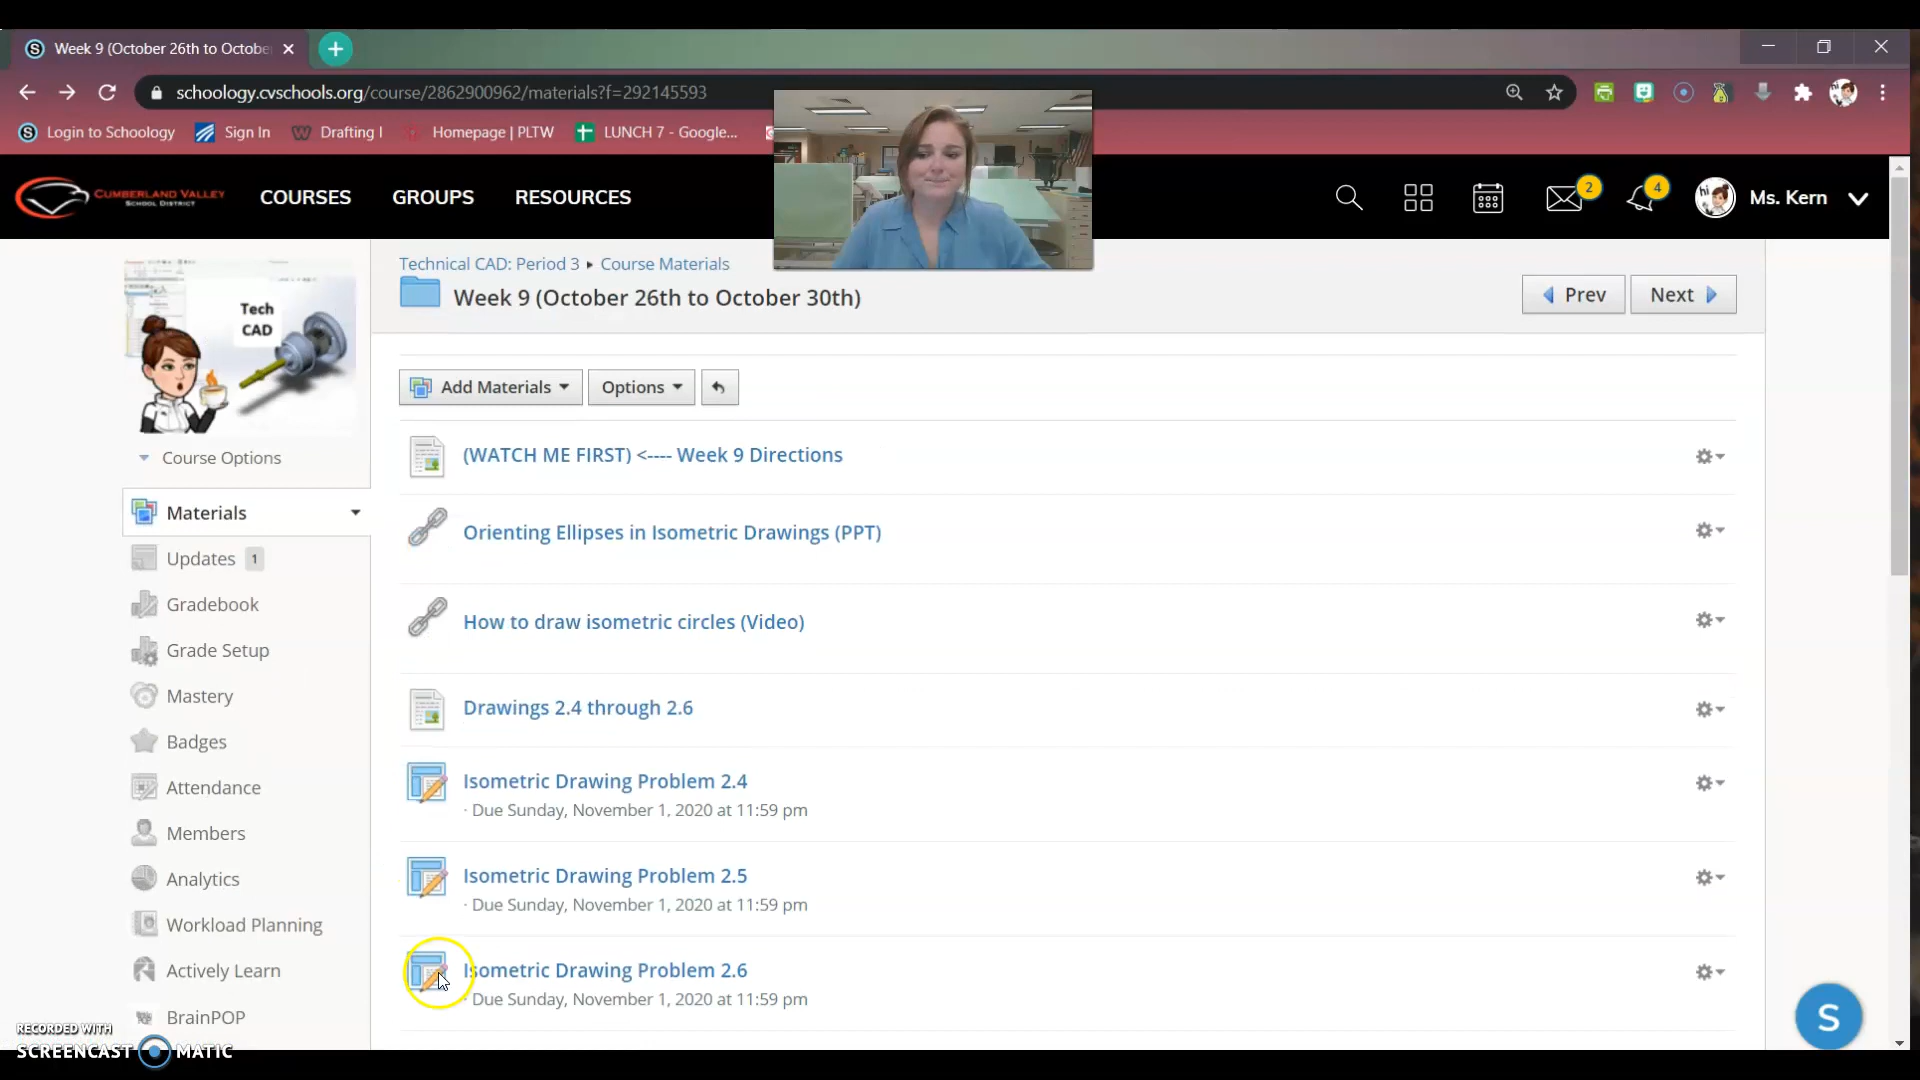 Week 9 (October 26th to Octobe
schoology.cvschools.org/course/2862900962/materials?f=292145593
Login to Schoology
Sign In
Drafting I
Homepage | PLTW
LUNCH 7 - Google...
CUMBERLAND VALLEY
SCHOOL DISTRICT
COURSES
GROUPS
RESOURCES
2
4
hi
Ms. Kern
Technical CAD: Period 3 ▸ Course Materials
Week 9 (October 26th to October 30th)
Prev
Next
Tech
CAD
Course Options
Add Materials
Options
Materials
Updates 1
Gradebook
Grade Setup
Mastery
Badges
Attendance
Members
Analytics
Workload Planning
Actively Learn
BrainPOP
(WATCH ME FIRST) <---- Week 9 Directions
Orienting Ellipses in Isometric Drawings (PPT)
How to draw isometric circles (Video)
Drawings 2.4 through 2.6
Isometric Drawing Problem 2.4
· Due Sunday, November 1, 2020 at 11:59 pm
Isometric Drawing Problem 2.5
· Due Sunday, November 1, 2020 at 11:59 pm
Isometric Drawing Problem 2.6
· Due Sunday, November 1, 2020 at 11:59 pm
S
RECORDED WITH
SCREENCAST MATIC